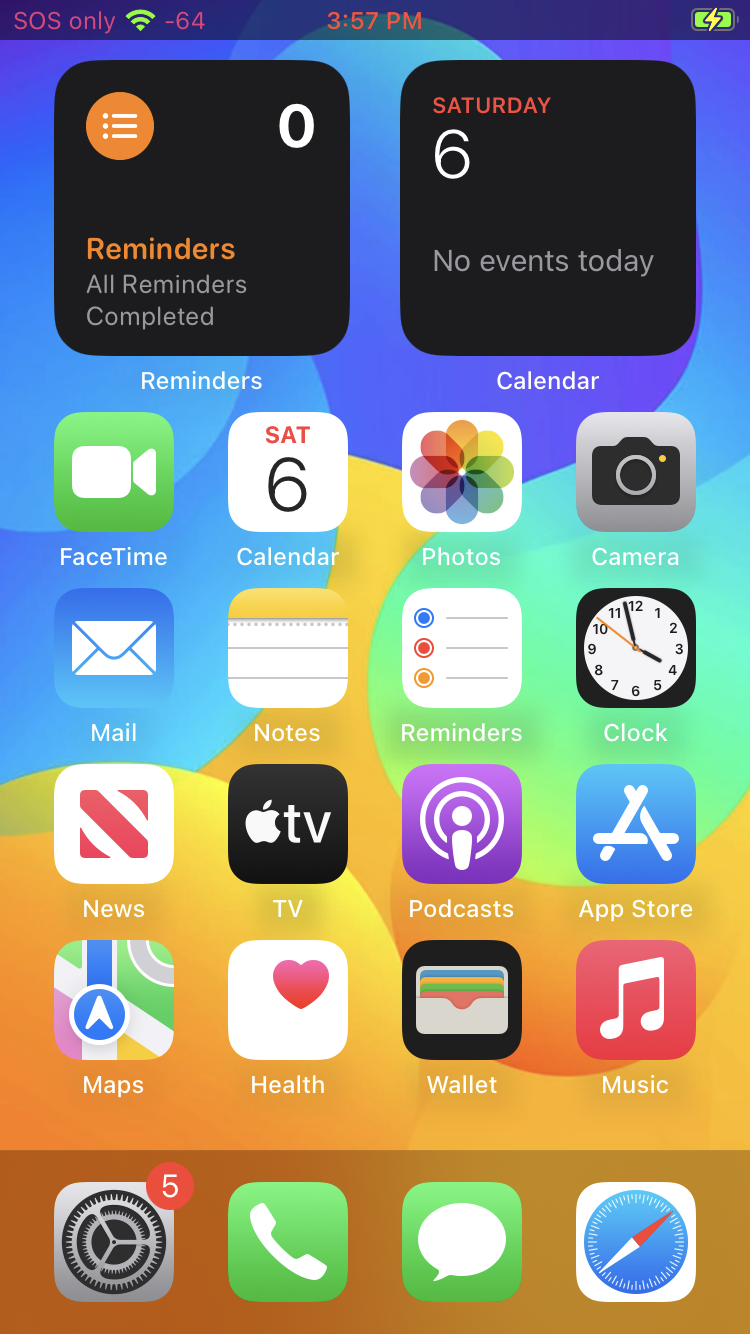 SOS only -64 3:57 PM
0
Reminders
All Reminders
Completed
Reminders
SATURDAY
6
No events today
Calendar
FaceTime
SAT
6
Calendar
Photos
Camera
Mail
Notes
Reminders
12
1
2
3
4
5
6
7
8
9
10
11
Clock
News
tv
TV
Podcasts
App Store
Maps
Health
Wallet
Music
5